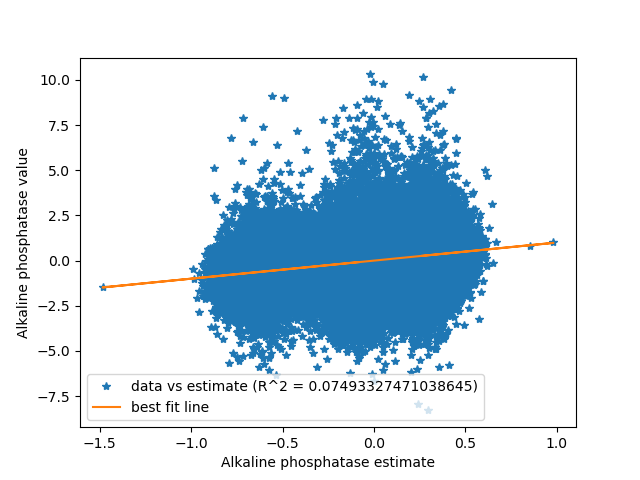 10.0
7.5
5.0
2.5
0.0
−2.5
−5.0
−7.5
Alkaline phosphatase value
data vs estimate (R^2 = 0.07493327471038645)
best fit line
−1.5 −1.0 −0.5 0.0 0.5 1.0
Alkaline phosphatase estimate